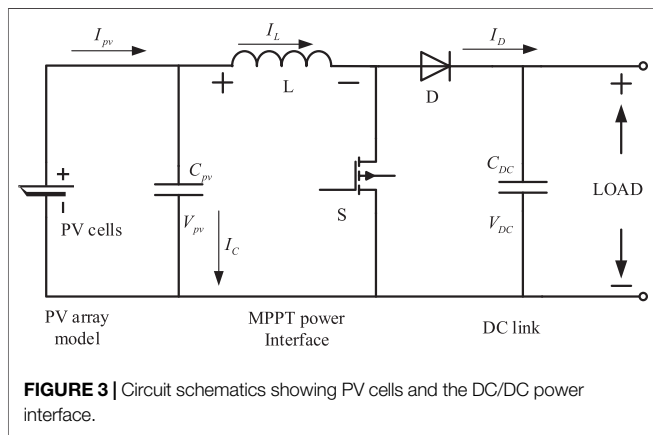 I_pv
I_L
I_D
+
L
−
D
+
C_pv
S
C_DC
LOAD
+
−
PV cells
V_pv
I_C
V_DC
−
PV array
model
MPPT power
Interface
DC link
FIGURE 3 | Circuit schematics showing PV cells and the DC/DC power
interface.